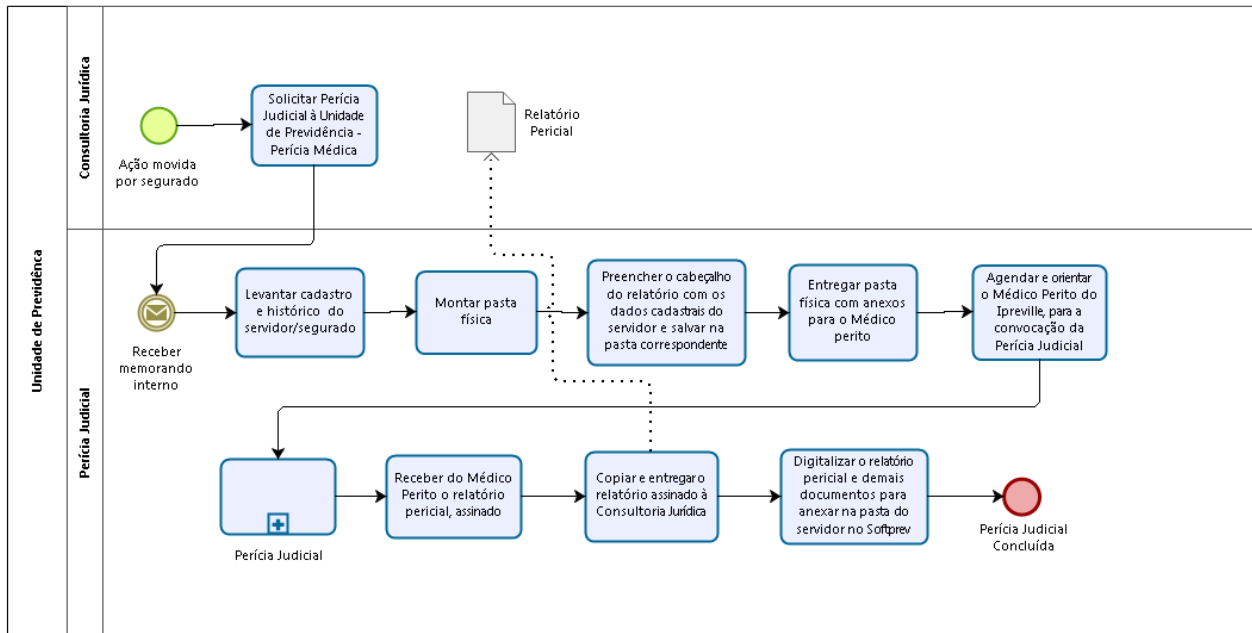 Unidade de Previdênca
Consultoria Jurídica
Ação movida
por segurado
Solicitar Perícia
Judicial à Unidade
de Previdência -
Perícia Médica
Relatório
Pericial
Perícia Judicial
Receber
memorando
interno
Levantar cadastro
e histórico do
servidor/segurado
Montar pasta
física
Preencher o cabeçalho
do relatório com os
dados cadastrais do
servidor e salvar na
pasta correspondente
Entregar pasta
física com anexos
para o Médico
perito
Agendar e orientar
o Médico Perito do
Ipreville, para a
convocação da
Perícia Judicial
Perícia Judicial
Receber do Médico
Perito o relatório
pericial, assinado
Copiar e entregar o
relatório assinado à
Consultoria Jurídica
Digitalizar o relatório
pericial e demais
documentos para
anexar na pasta do
servidor no Softprev
Perícia Judicial
Concluída